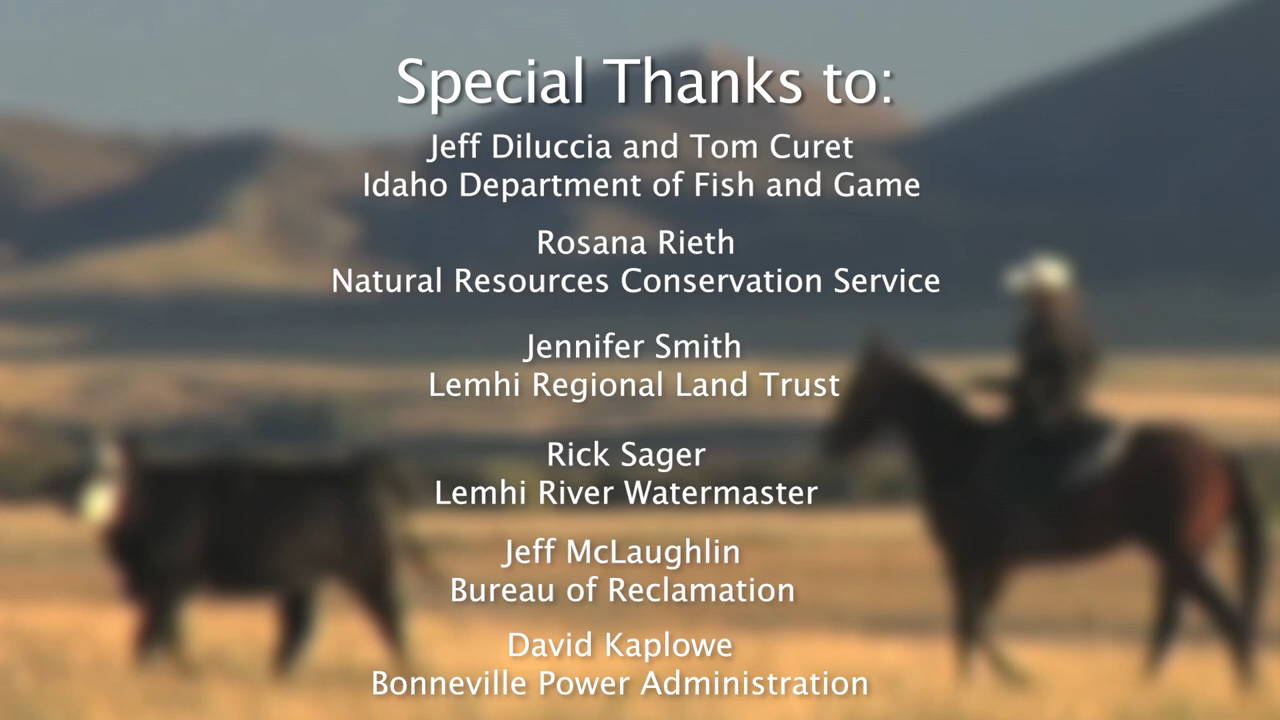 Special Thanks to:
Jeff Diluccia and Tom Curet
Idaho Department of Fish and Game
Rosana Rieth
Natural Resources Conservation Service
Jennifer Smith
Lemhi Regional Land Trust
Rick Sager
Lemhi River Watermaster
Jeff McLaughlin
Bureau of Reclamation
David Kaplowe
Bonneville Power Administration